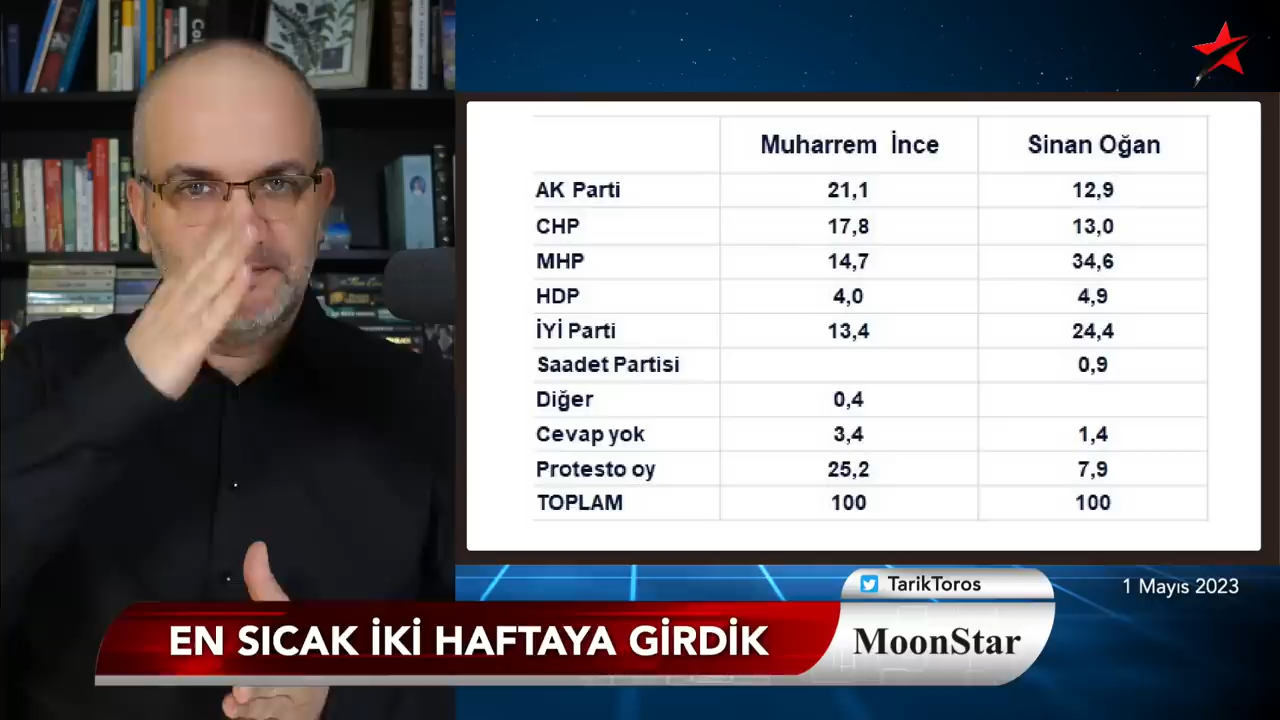 Muharrem İnce Sinan Oğan
AK Parti 21,1 12,9
CHP 17,8 13,0
MHP 14,7 34,6
HDP 4,0 4,9
İYİ Parti 13,4 24,4
Saadet Partisi 0,9
Diğer 0,4
Cevap yok 3,4 1,4
Protesto oy 25,2 7,9
TOPLAM 100 100
TarikToros
1 Mayıs 2023
EN SICAK İKİ HAFTAYA GİRDİK
MoonStar